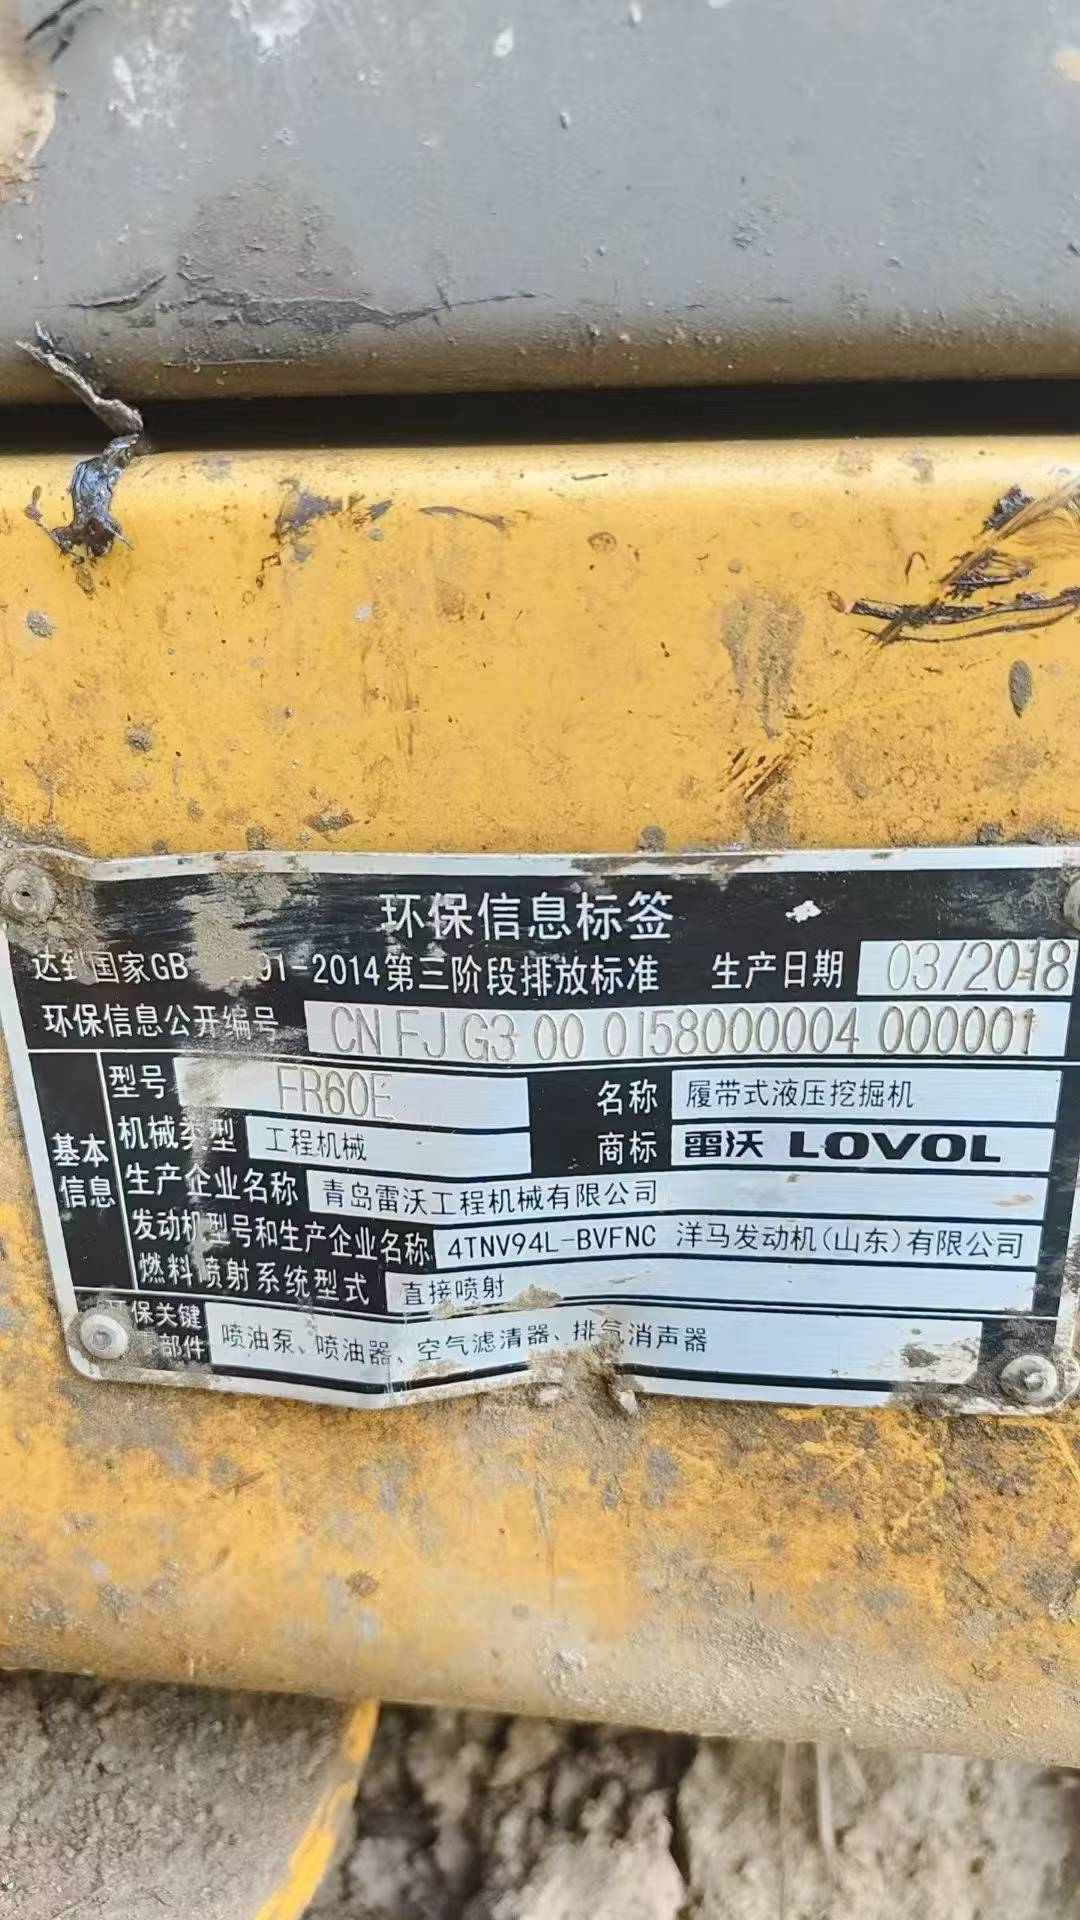 环保信息标签
达到国家GB 91-2014第三阶段排放标准 生产日期 03/2018
环保信息公开编号 CN FJ G3 00 0158000004 000001
基本信息
型号 FR60E 名称 履带式液压挖掘机
机械类型 工程机械 商标 雷沃 LOVOL
生产企业名称 青岛雷沃工程机械有限公司
发动机型号和生产企业名称 4TNV94L-BVFNC 洋马发动机(山东)有限公司
燃料喷射系统型式 直接喷射
环保关键部件 喷油泵、喷油器、空气滤清器、排气消声器